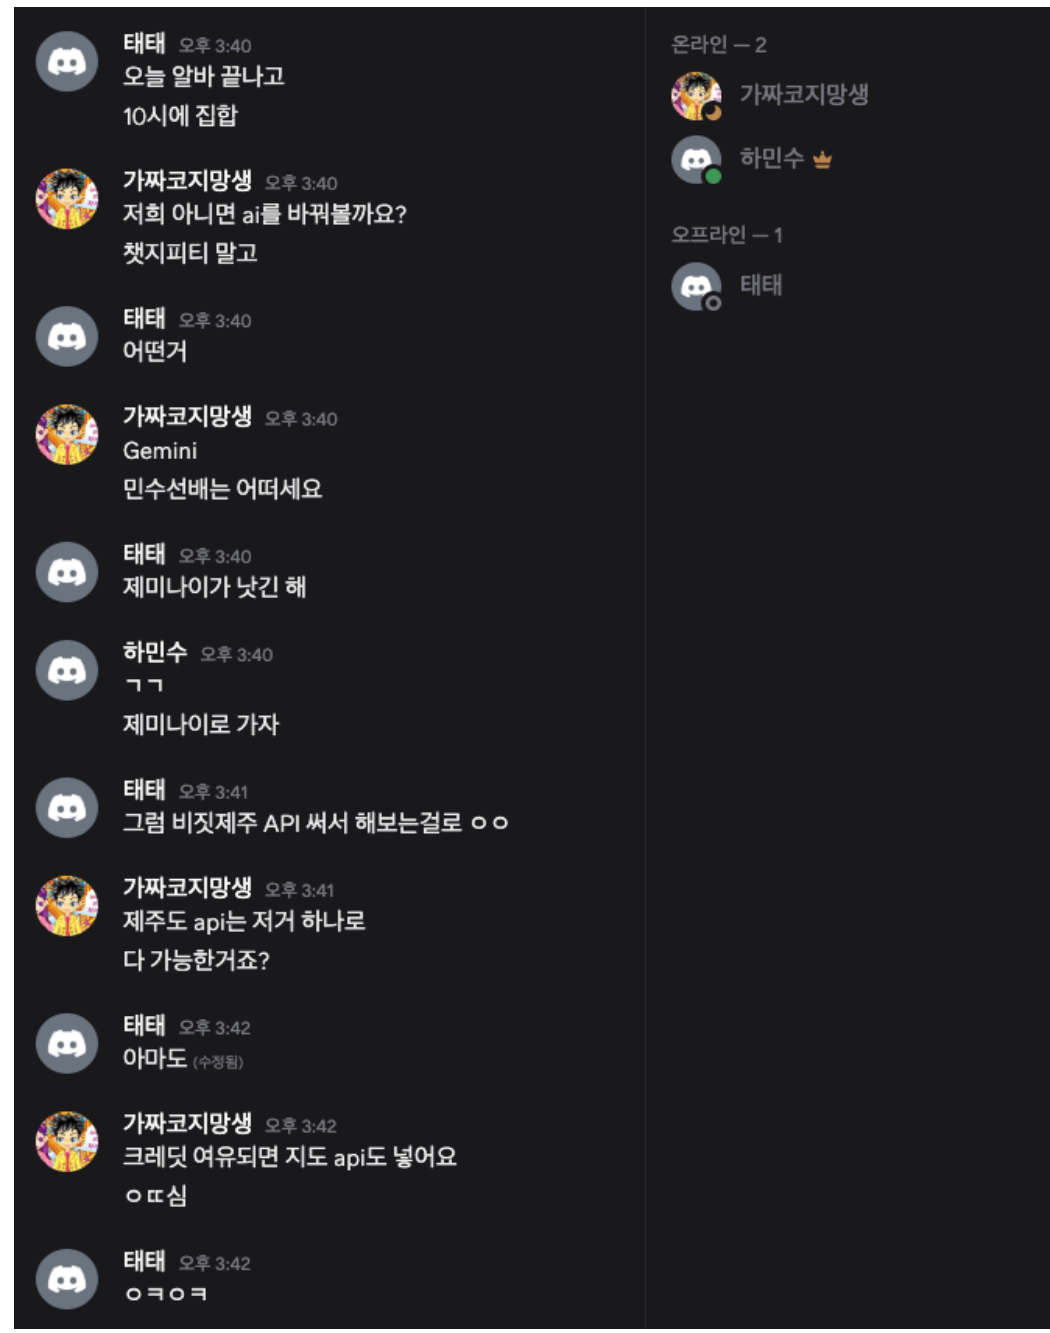 태태 오후 3:40
오늘 알바 끝나고
10시에 집합
가짜코지망생 오후 3:40
저희 아니면 ai를 바꿔볼까요?
챗지피티 말고
태태 오후 3:40
어떤거
가짜코지망생 오후 3:40
Gemini
민수선배는 어떠세요
태태 오후 3:40
제미나이가 낫긴 해
하민수 오후 3:40
ㄱㄱ
제미나이로 가자
태태 오후 3:41
그럼 비짓제주 API 써서 해보는걸로 ㅇㅇ
가짜코지망생 오후 3:41
제주도 api는 저거 하나로
다 가능한거죠?
태태 오후 3:42
아마도 (수정됨)
가짜코지망생 오후 3:42
크레딧 여유되면 지도 api도 넣어요
ㅇㄸ심
태태 오후 3:42
ㅇㅋㅇㅋ
온라인 — 2
가짜코지망생
하민수
오프라인 — 1
태태